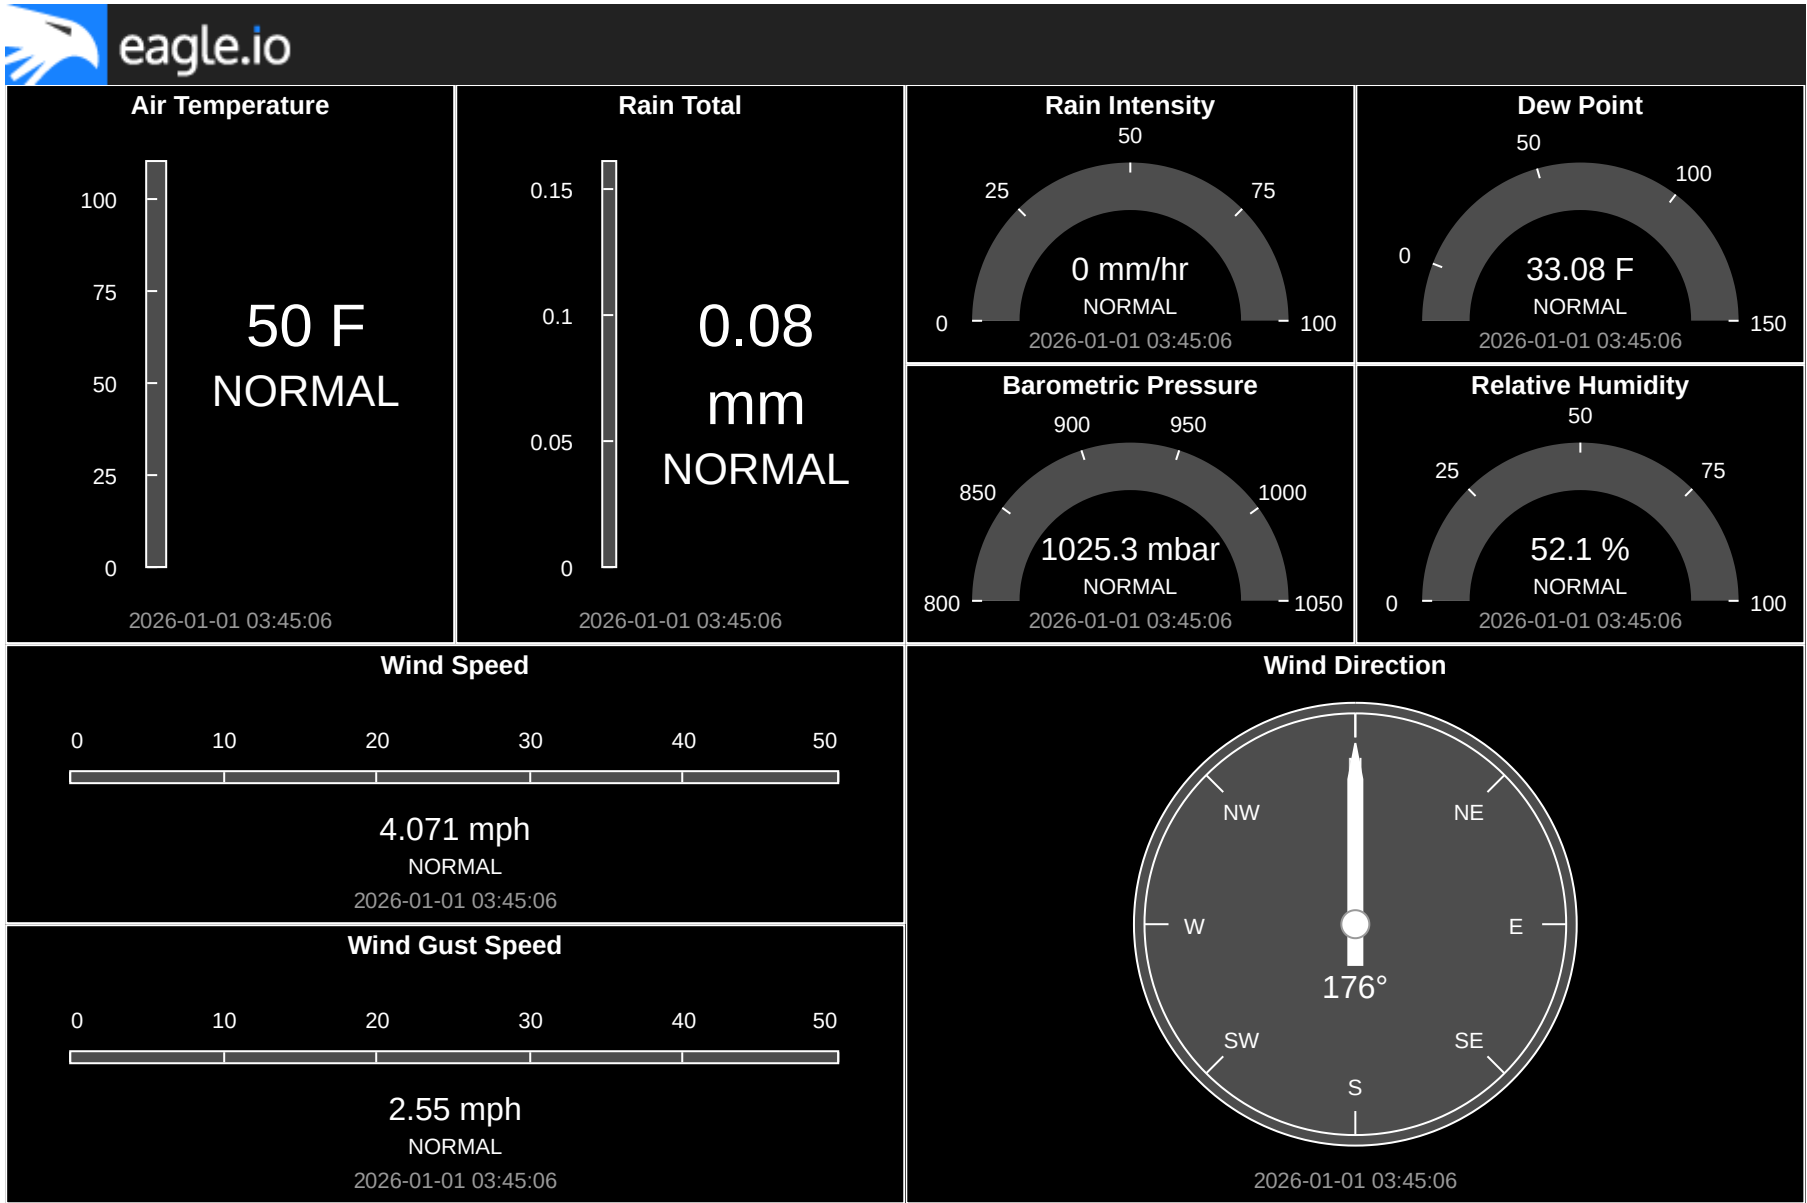 eagle.io
Air Temperature
100
75
50
25
0
50 F
NORMAL
2026-01-01 03:45:06
Rain Total
0.15
0.1
0.05
0
0.08
mm
NORMAL
2026-01-01 03:45:06
Rain Intensity
0
25
50
75
100
0 mm/hr
NORMAL
2026-01-01 03:45:06
Dew Point
0
50
100
150
33.08 F
NORMAL
2026-01-01 03:45:06
Barometric Pressure
800
850
900
950
1000
1050
1025.3 mbar
NORMAL
2026-01-01 03:45:06
Relative Humidity
0
25
50
75
100
52.1 %
NORMAL
2026-01-01 03:45:06
Wind Speed
0 10 20 30 40 50
4.071 mph
NORMAL
2026-01-01 03:45:06
Wind Gust Speed
0 10 20 30 40 50
2.55 mph
NORMAL
2026-01-01 03:45:06
Wind Direction
NW NE
W E
176°
SW SE
S
2026-01-01 03:45:06